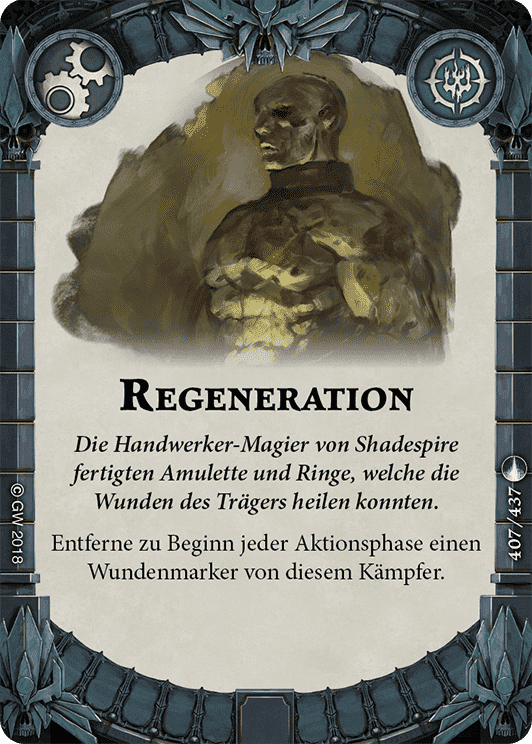 REGENERATION
Die Handwerker-Magier von Shadespire
fertigten Amulette und Ringe, welche die
Wunden des Trägers heilen konnten.
Entferne zu Beginn jeder Aktionsphase einen
Wundenmarker von diesem Kämpfer.
© GW 2018
407/437